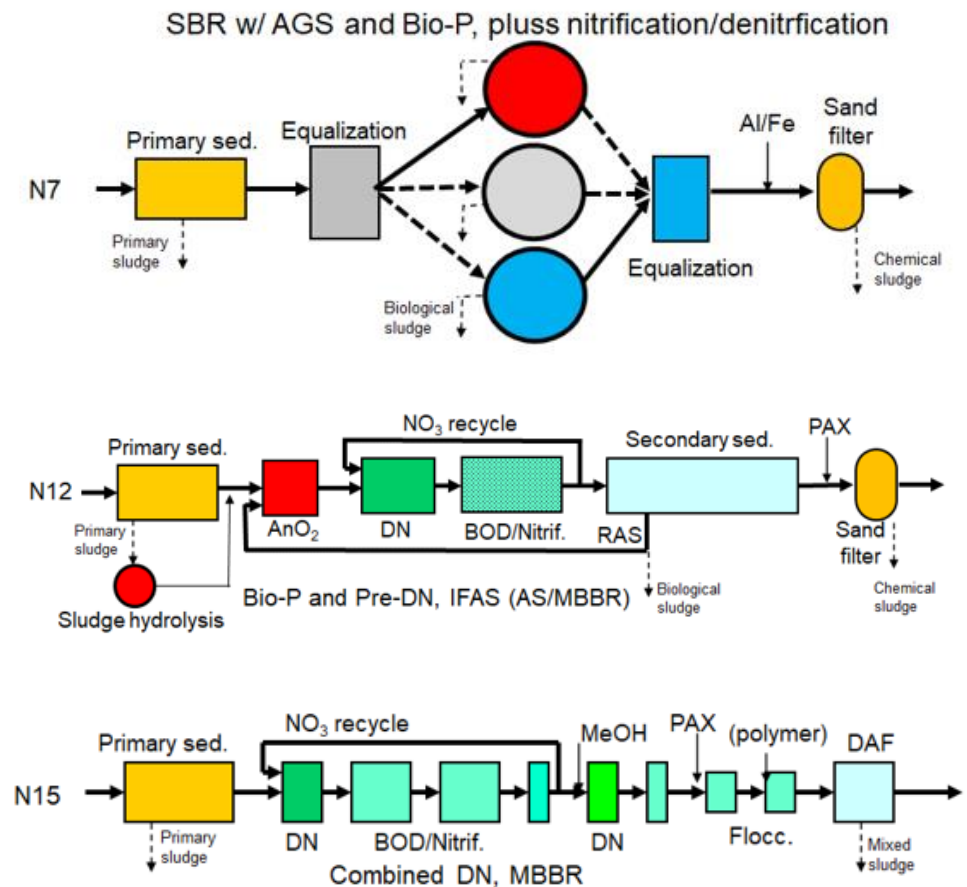 SBR w/ AGS and Bio-P, pluss nitrification/denitrfication
Equalization
Al/Fe
Sand
filter
Primary sed.
N7
Primary
sludge
Equalization
Biological
sludge
Chemical
sludge
NO3 recycle
Primary sed.
Secondary sed.
PAX
N12
AnO2
DN
BOD/Nitrif.
RAS
Sand
filter
Primary
sludge
Sludge hydrolysis
Bio-P and Pre-DN, IFAS (AS/MBBR)
Biological
sludge
Chemical
sludge
NO3 recycle
Primary sed.
MeOH
PAX
(polymer)
DAF
N15
Primary
sludge
DN
BOD/Nitrif.
DN
Flocc.
Mixed
sludge
Combined DN, MBBR